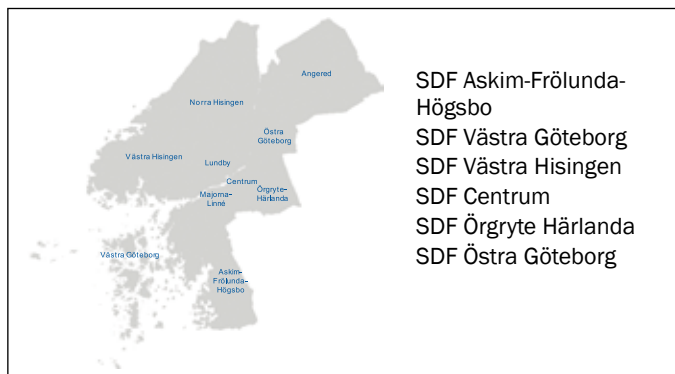 Angered
Norra Hisingen
Östra
Göteborg
Västra Hisingen
Lundby
Centrum
Örgryte-
Härlanda
Majorna-
Linné
Västra Göteborg
Askim-
Frölunda-
Högsbo
SDF Askim-Frölunda-
Högsbo
SDF Västra Göteborg
SDF Västra Hisingen
SDF Centrum
SDF Örgryte Härlanda
SDF Östra Göteborg